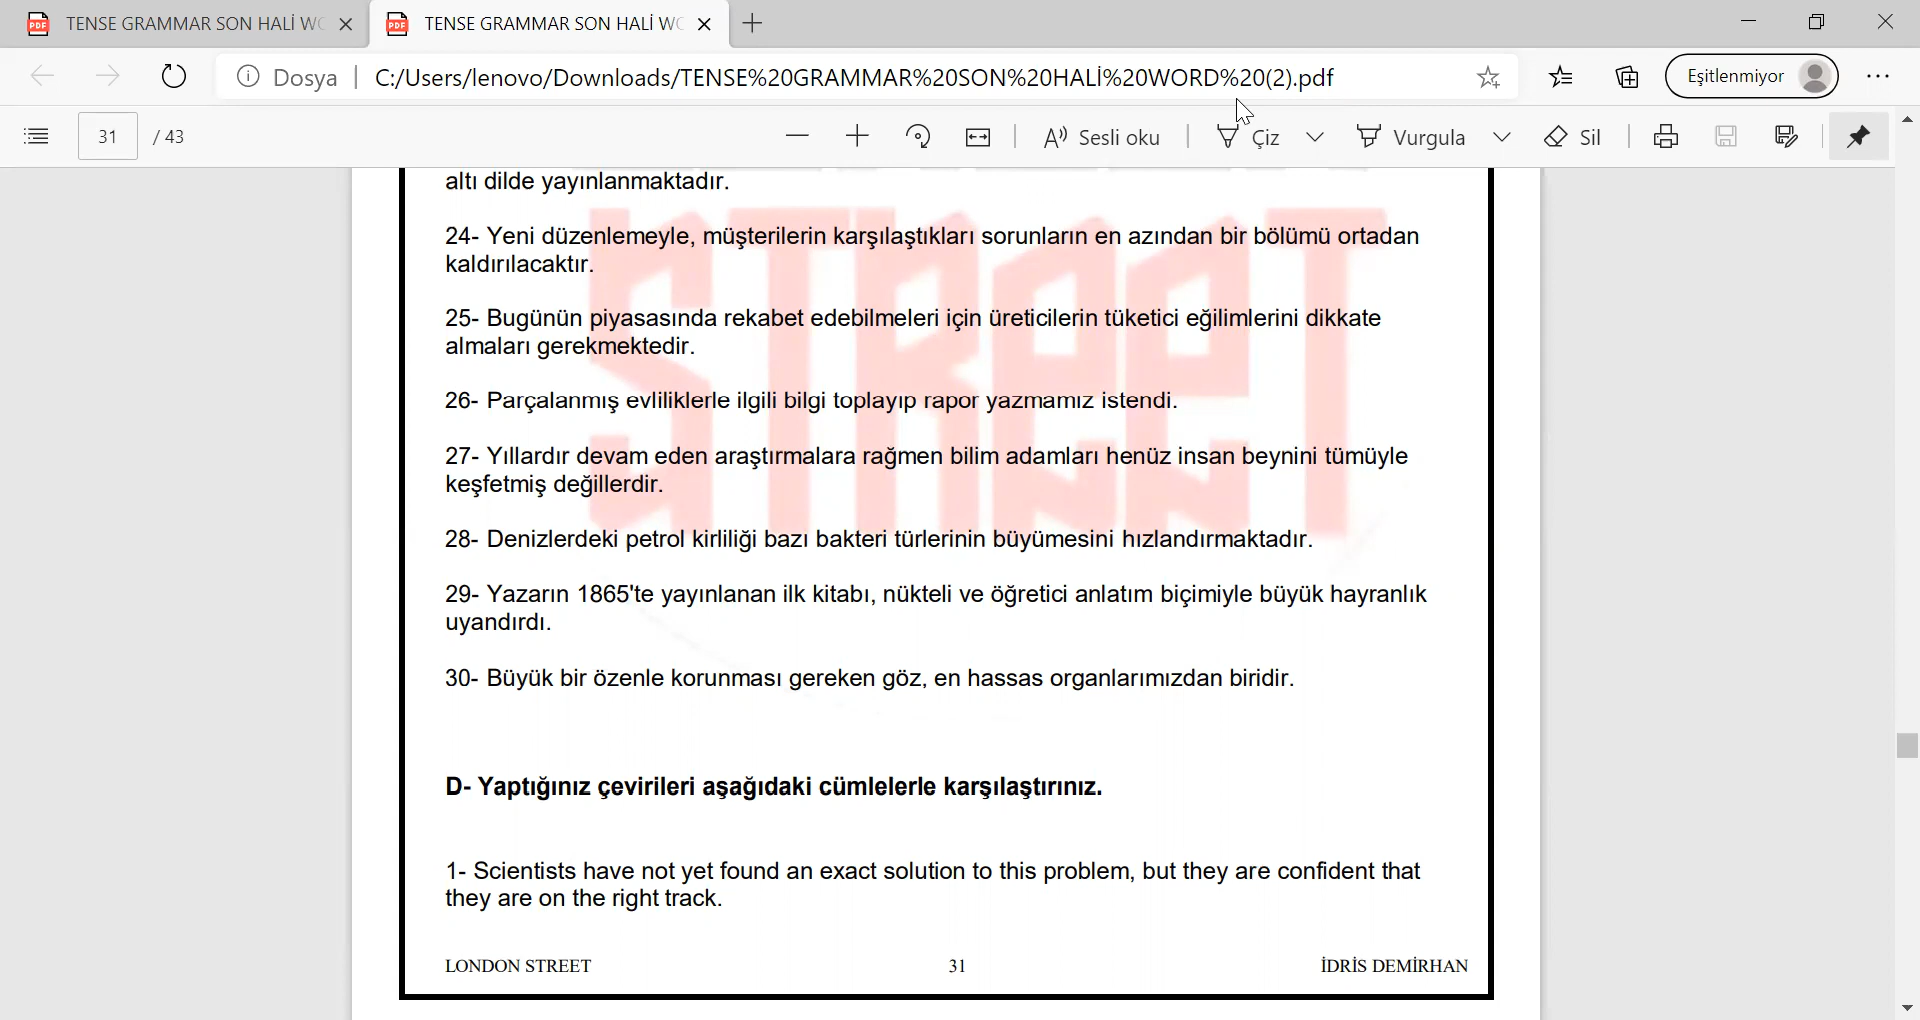 TENSE GRAMMAR SON HALİ WO
TENSE GRAMMAR SON HALİ WO
Dosya | C:/Users/lenovo/Downloads/TENSE%20GRAMMAR%20SON%20HALİ%20WORD%20(2).pdf
Eşitlenmiyor
31 / 43
Sesli oku
Çiz
Vurgula
Sil
altı dilde yayınlanmaktadır.
24- Yeni düzenlemeyle, müşterilerin karşılaştıkları sorunların en azından bir bölümü ortadan
kaldırılacaktır.
25- Bugünün piyasasında rekabet edebilmeleri için üreticilerin tüketici eğilimlerini dikkate
almaları gerekmektedir.
26- Parçalanmış evliliklerle ilgili bilgi toplayıp rapor yazmamız istendi.
27- Yıllardır devam eden araştırmalara rağmen bilim adamları henüz insan beynini tümüyle
keşfetmiş değillerdir.
28- Denizlerdeki petrol kirliliği bazı bakteri türlerinin büyümesini hızlandırmaktadır.
29- Yazarın 1865'te yayınlanan ilk kitabı, nükteli ve öğretici anlatım biçimiyle büyük hayranlık
uyandırdı.
30- Büyük bir özenle korunması gereken göz, en hassas organlarımızdan biridir.
STREET
D- Yaptığınız çevirileri aşağıdaki cümlelerle karşılaştırınız.
1- Scientists have not yet found an exact solution to this problem, but they are confident that
they are on the right track.
LONDON STREET 31 İDRİS DEMİRHAN